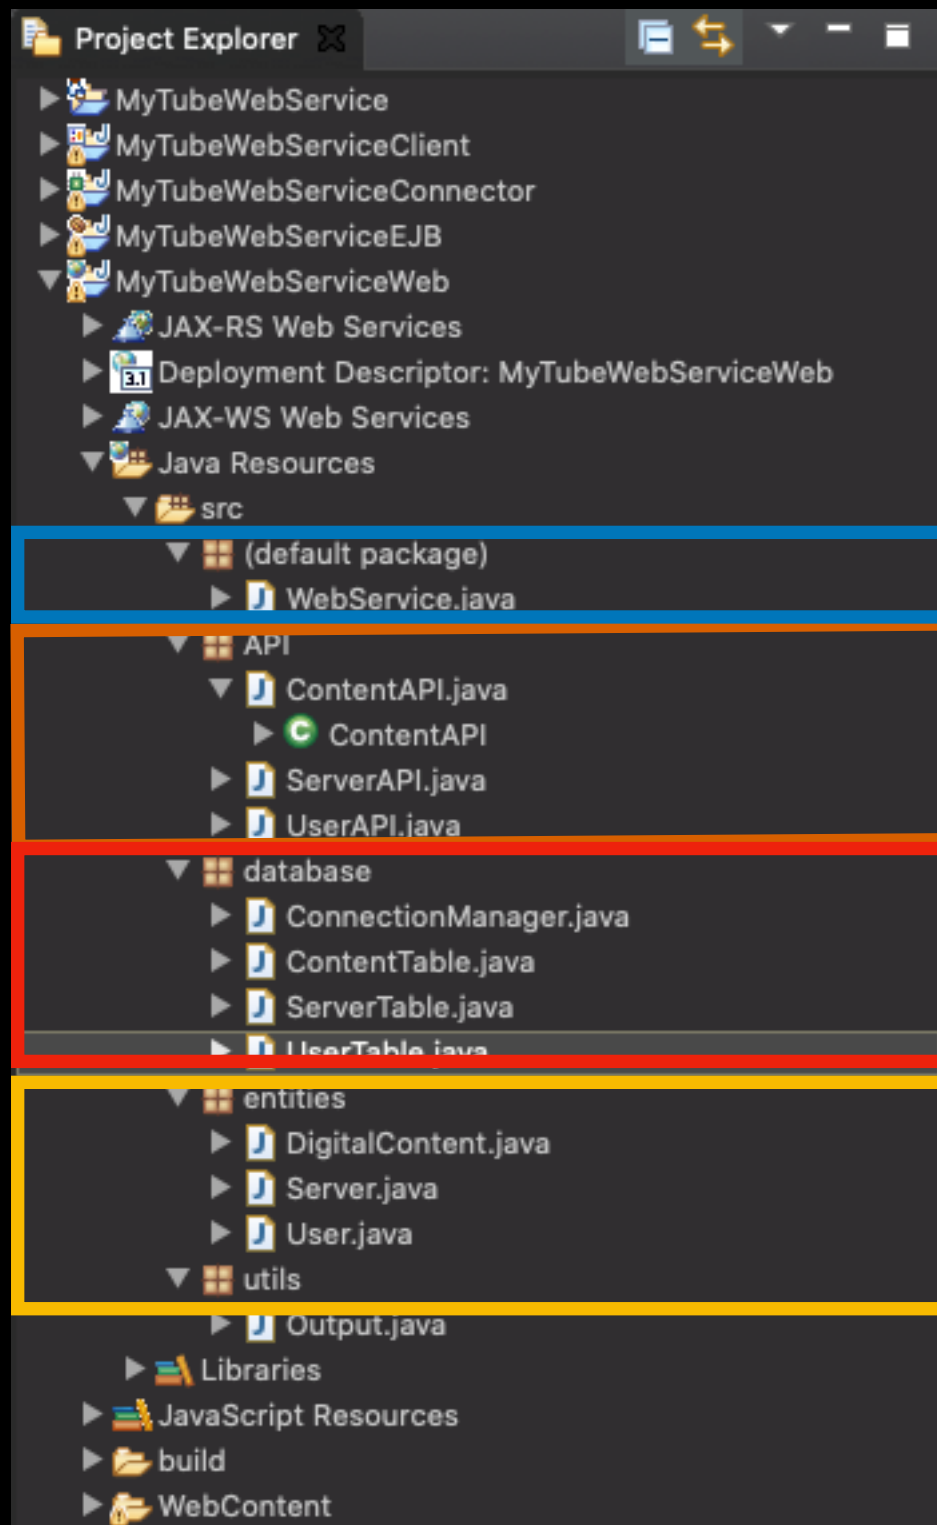 Project Explorer
MyTubeWebService
MyTubeWebServiceClient
MyTubeWebServiceConnector
MyTubeWebServiceEJB
MyTubeWebServiceWeb
JAX-RS Web Services
3.1 Deployment Descriptor: MyTubeWebServiceWeb
JAX-WS Web Services
Java Resources
src
(default package)
WebService.java
API
ContentAPI.java
ContentAPI
ServerAPI.java
UserAPI.java
database
ConnectionManager.java
ContentTable.java
ServerTable.java
UserTable.java
entities
DigitalContent.java
Server.java
User.java
utils
Output.java
Libraries
JavaScript Resources
build
WebContent